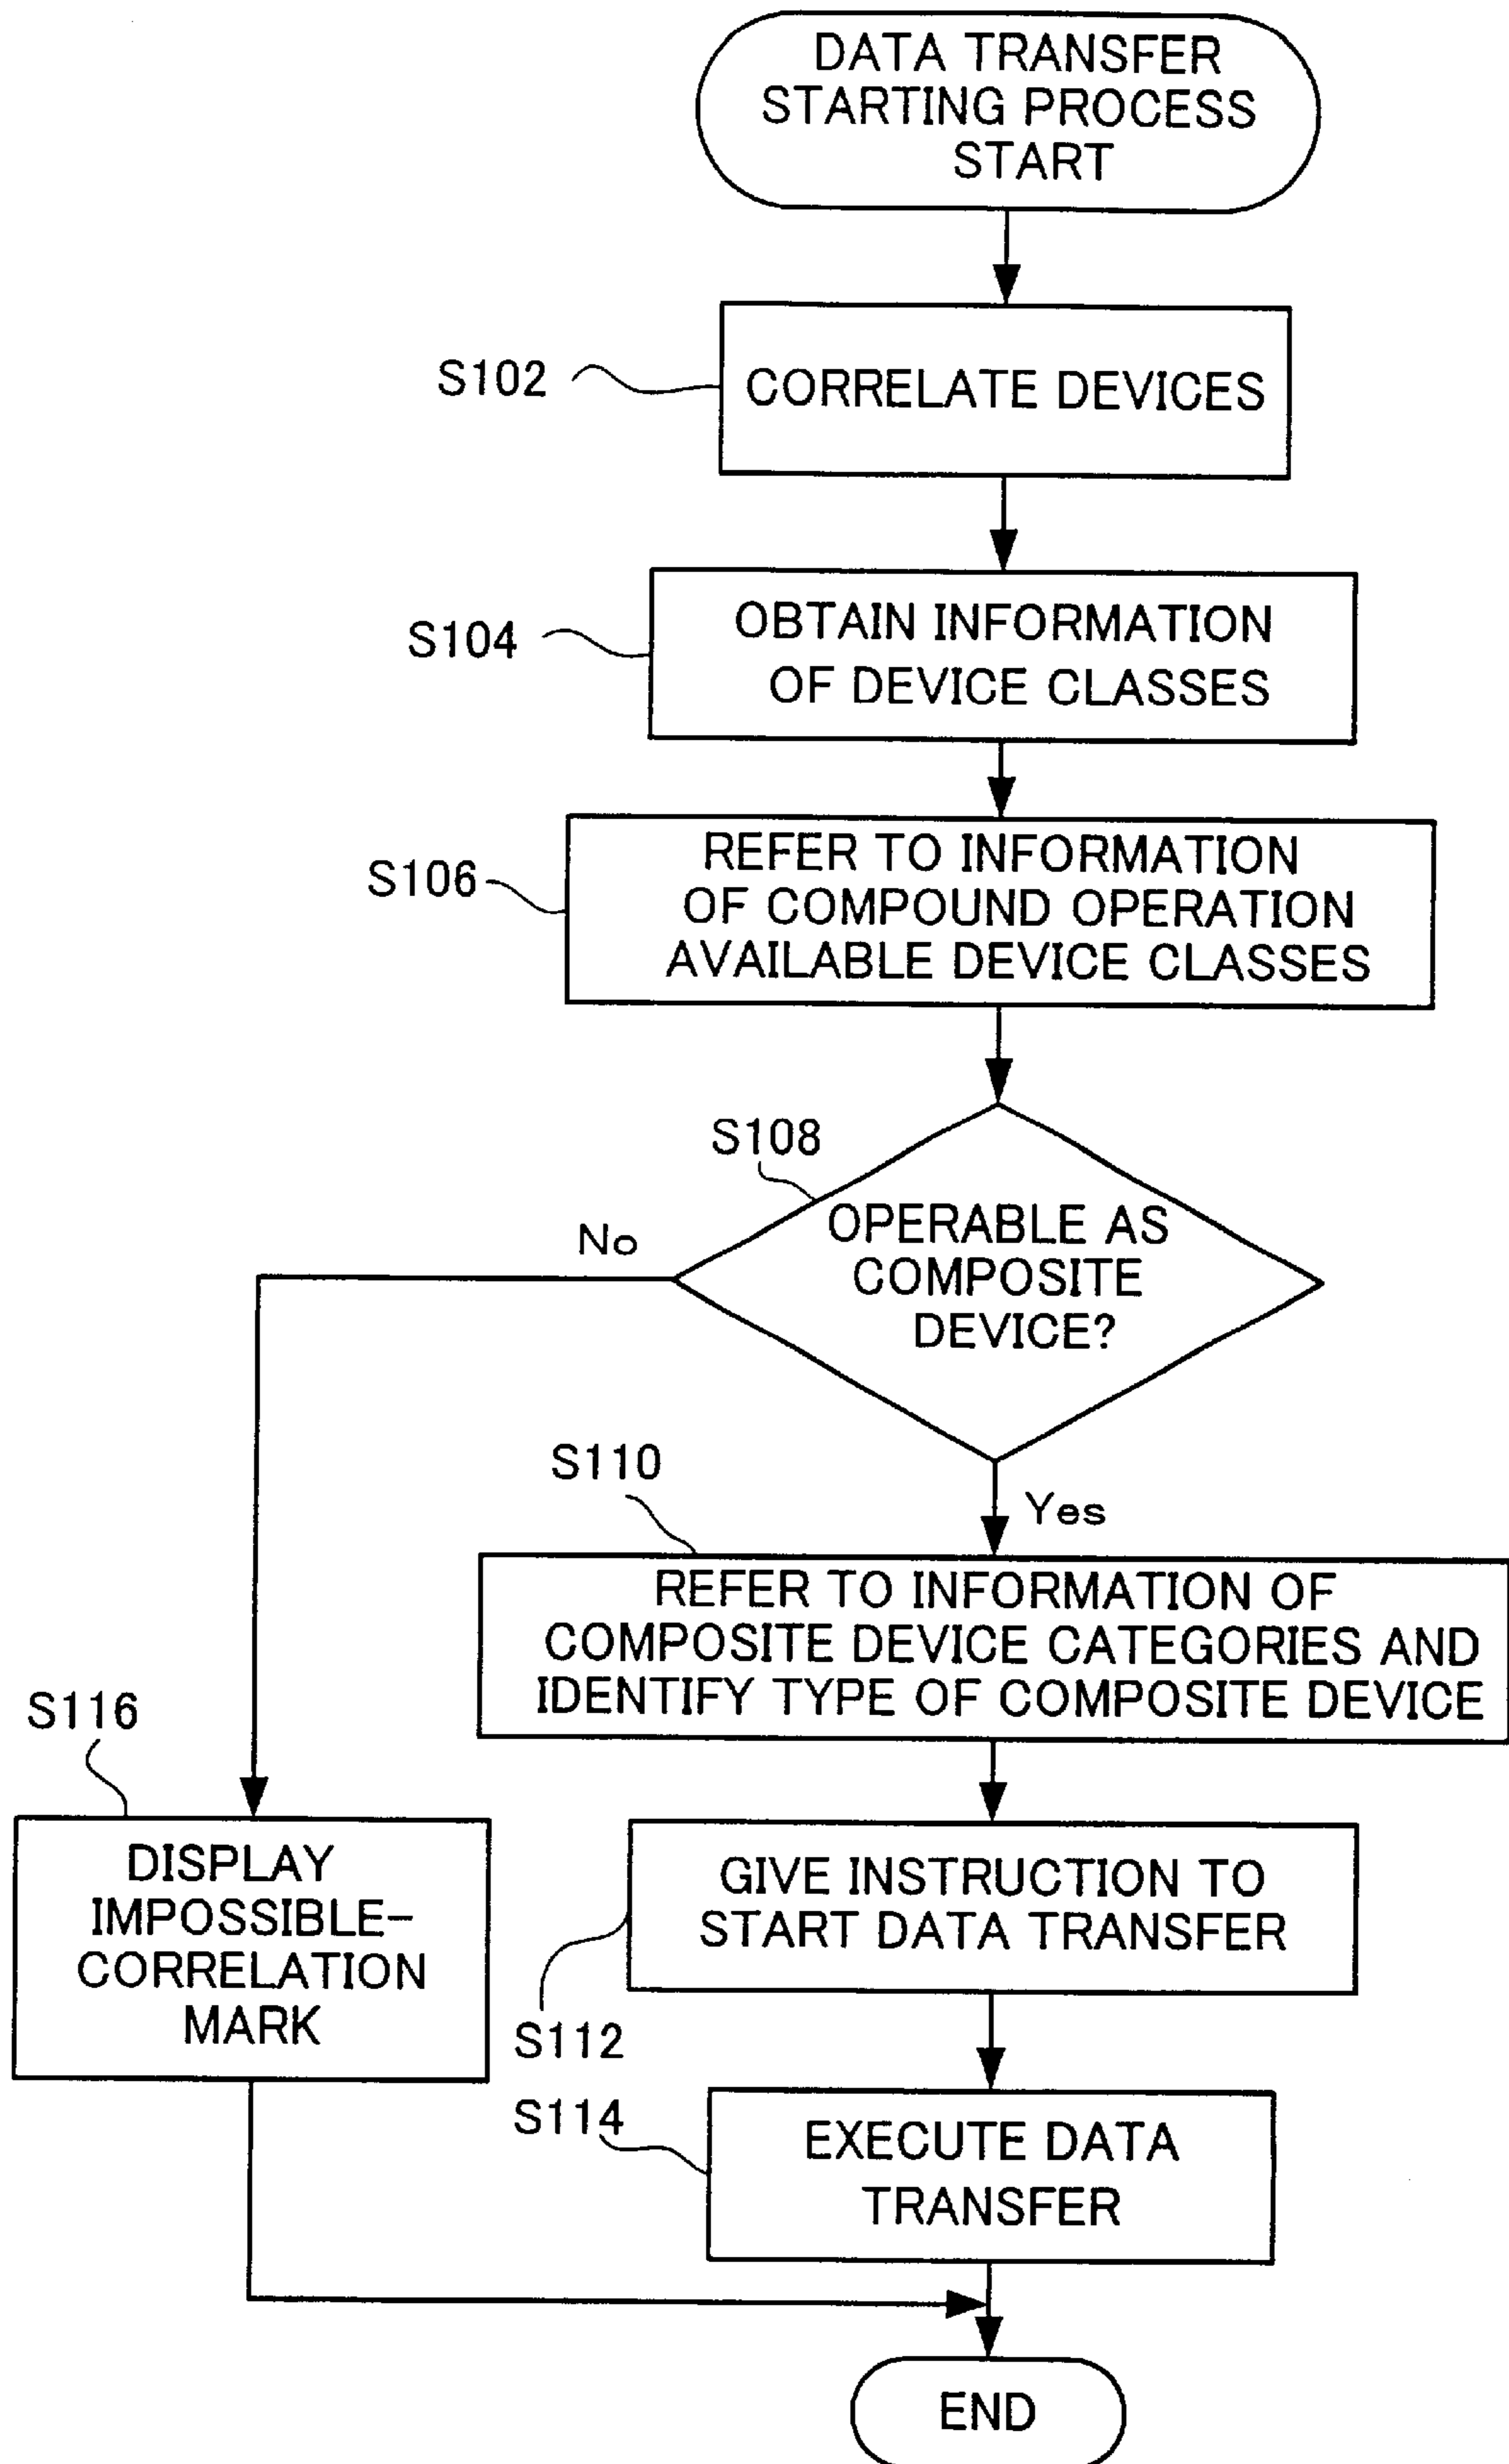 DATA TRANSFER
STARTING PROCESS
START
S102
CORRELATE DEVICES
S104
OBTAIN INFORMATION
OF DEVICE CLASSES
S106
REFER TO INFORMATION
OF COMPOUND OPERATION
AVAILABLE DEVICE CLASSES
S108
OPERABLE AS
COMPOSITE
DEVICE?
No
Yes
S110
REFER TO INFORMATION OF
COMPOSITE DEVICE CATEGORIES AND
IDENTIFY TYPE OF COMPOSITE DEVICE
S116
DISPLAY
IMPOSSIBLE-
CORRELATION
MARK
GIVE INSTRUCTION TO
START DATA TRANSFER
S112
S114
EXECUTE DATA
TRANSFER
END